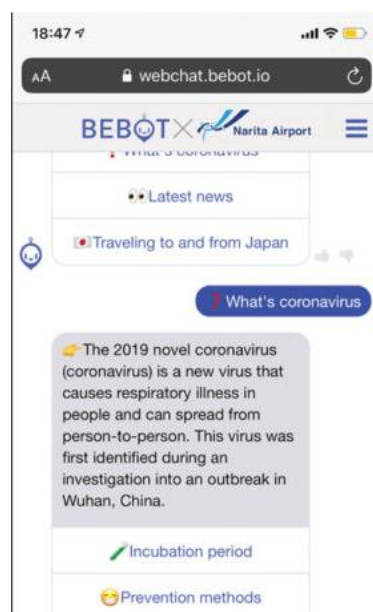 18:47
AA webchat.bebot.io
BEBOT× Narita Airport
What's coronavirus
👀Latest news
🇯🇵Traveling to and from Japan
❓What's coronavirus
👉The 2019 novel coronavirus
(coronavirus) is a new virus that
causes respiratory illness in
people and can spread from
person-to-person. This virus was
first identified during an
investigation into an outbreak in
Wuhan, China.
🧪Incubation period
😷Prevention methods